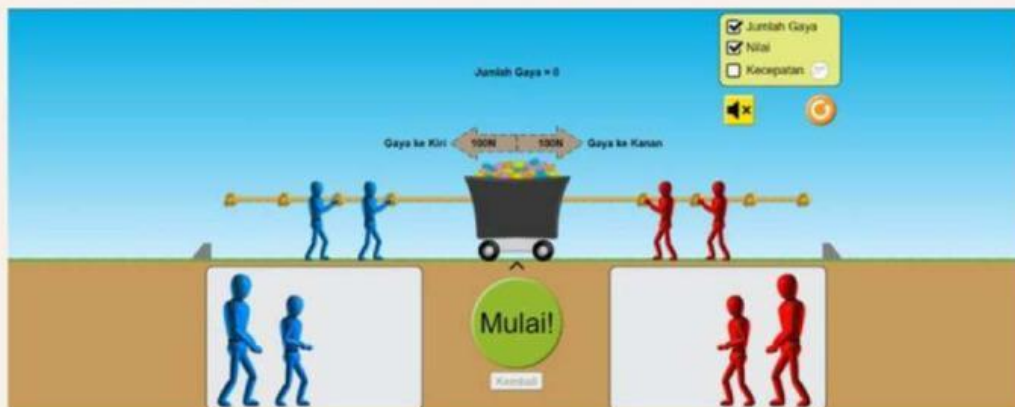 Jumlah Gaya
Nilai
Kecepatan
Jumlah Gaya = 0
Gaya ke Kiri 100N 100N Gaya ke Kanan
Mulai!
Kembali